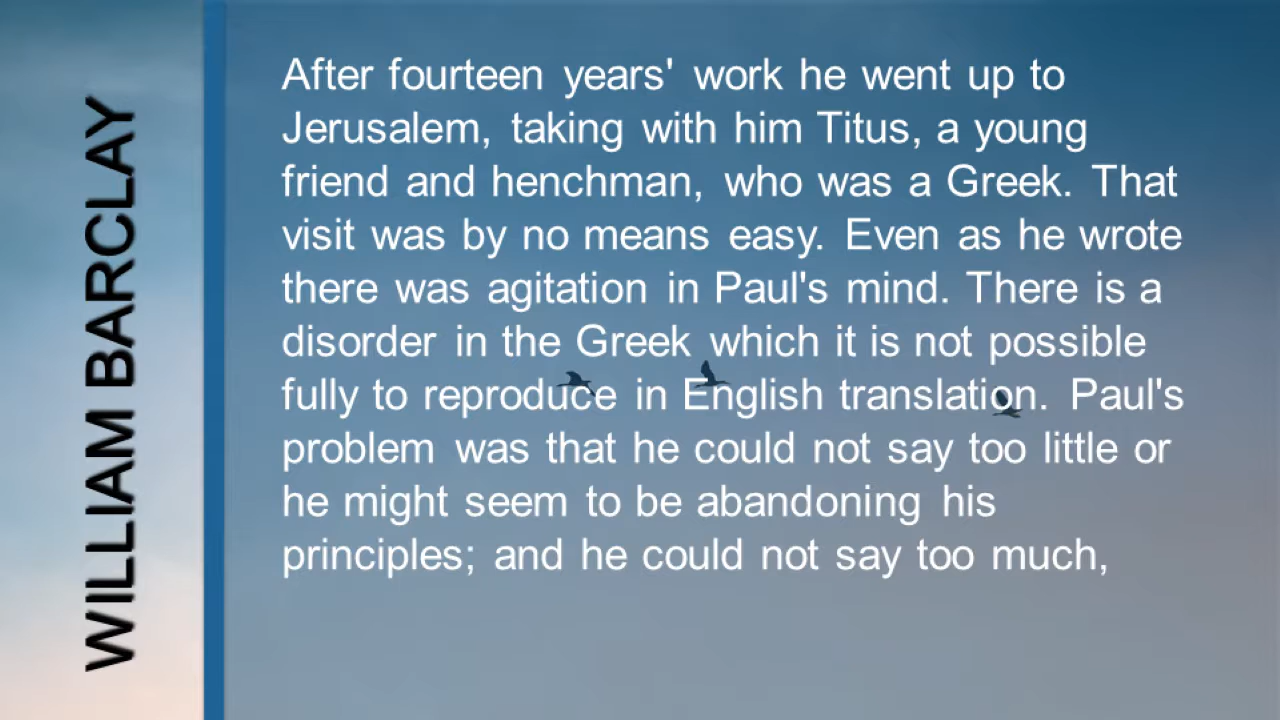 WILLIAM BARCLAY
After fourteen years' work he went up to
Jerusalem, taking with him Titus, a young
friend and henchman, who was a Greek. That
visit was by no means easy. Even as he wrote
there was agitation in Paul's mind. There is a
disorder in the Greek which it is not possible
fully to reproduce in English translation. Paul's
problem was that he could not say too little or
he might seem to be abandoning his
principles; and he could not say too much,